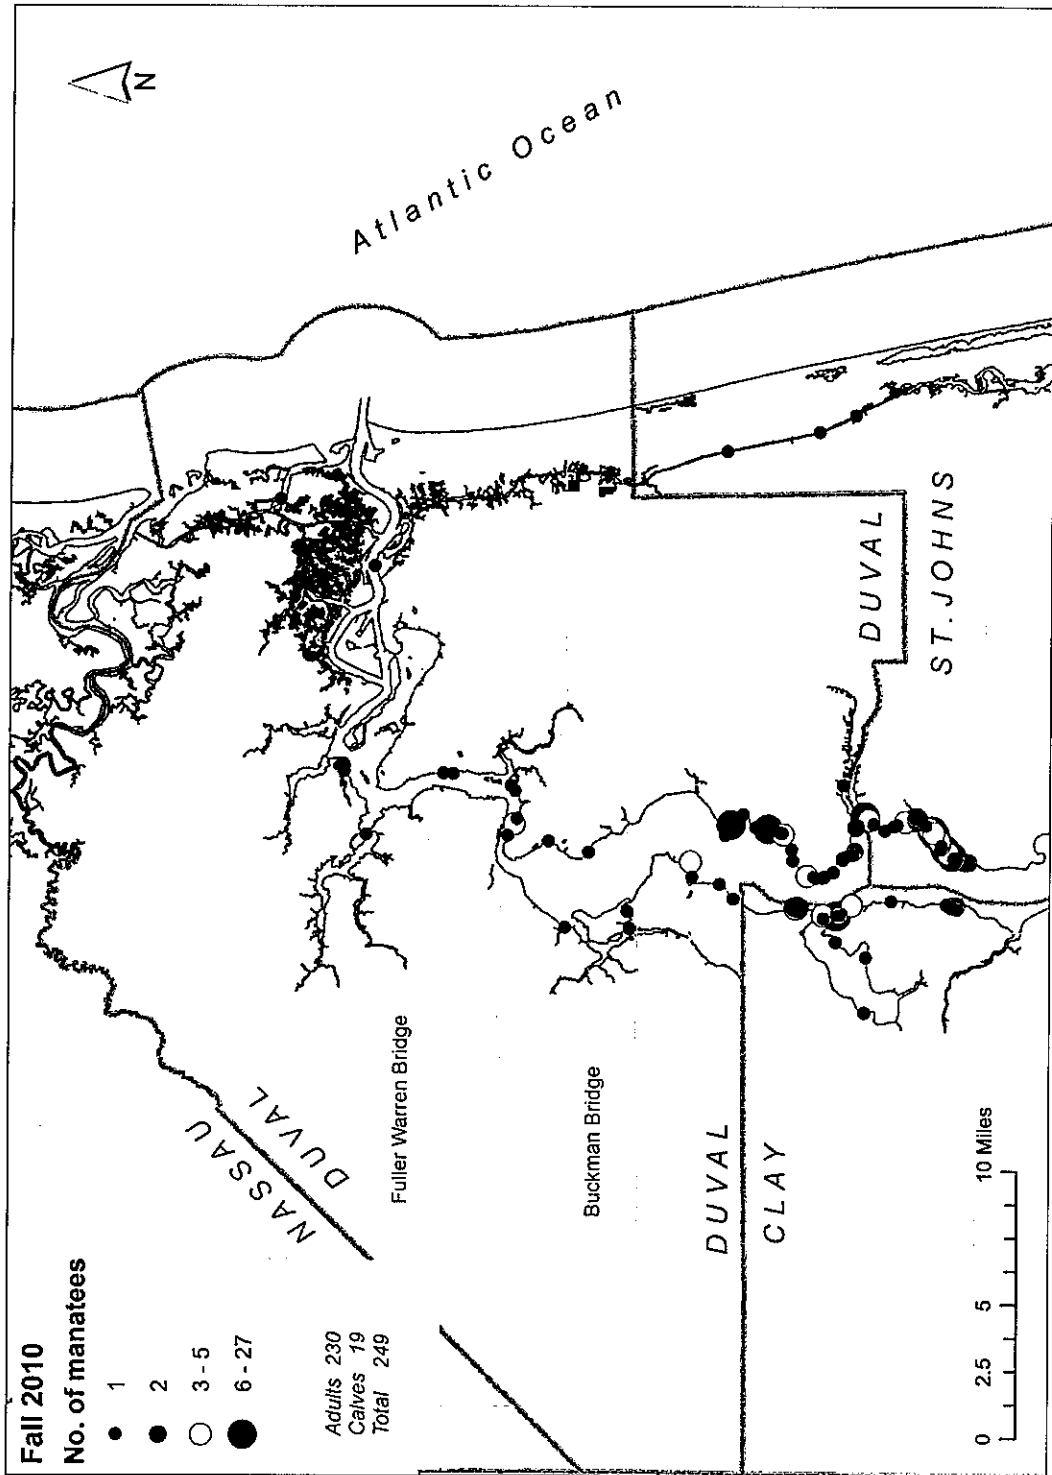 Fall 2010
No. of manatees
1
2
3 - 5
6 - 27
Adults 230
Calves 19
Total 249
N
Atlantic Ocean
NASSAU
DUVAL
Fuller Warren Bridge
Buckman Bridge
DUVAL
CLAY
DUVAL
ST. JOHNS
0 2.5 5 10 Miles